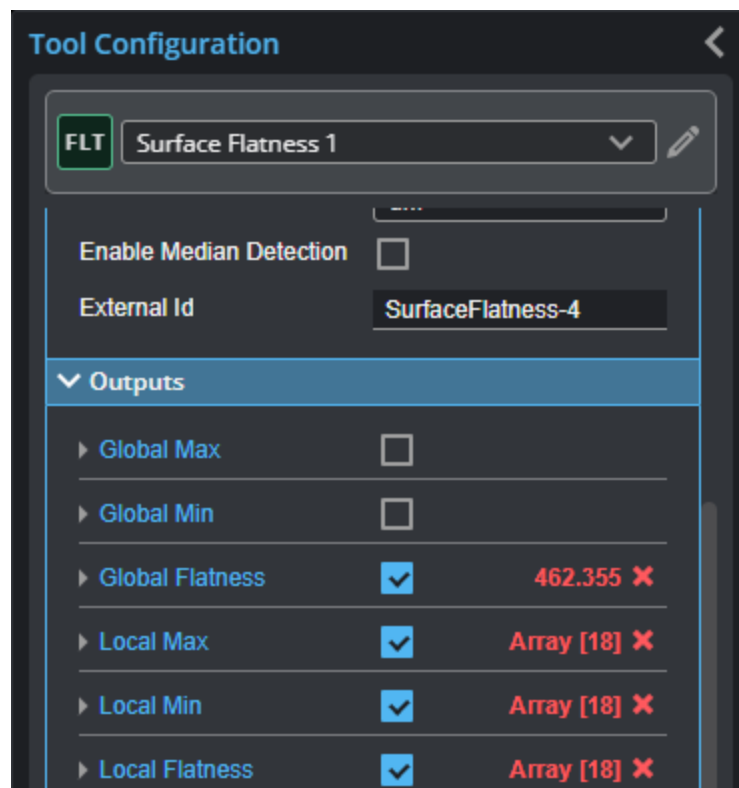 Tool Configuration
FLT Surface Flatness 1
Enable Median Detection
External Id SurfaceFlatness-4
Outputs
Global Max
Global Min
Global Flatness 462.355
Local Max Array [18]
Local Min Array [18]
Local Flatness Array [18]